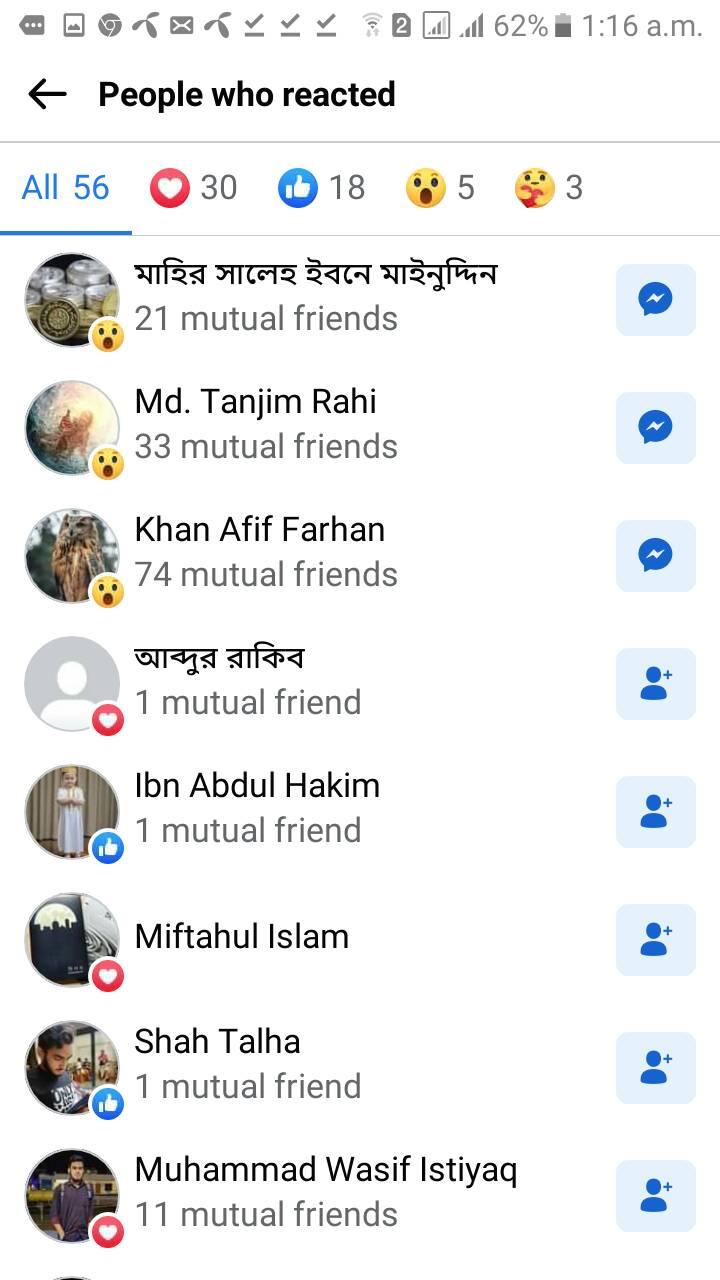 2 62% 1:16 a.m.
People who reacted
All 56 30 18 5 3
মাহির সালেহ ইবনে মাইনুদ্দিন
21 mutual friends
Md. Tanjim Rahi
33 mutual friends
Khan Afif Farhan
74 mutual friends
আব্দুর রাকিব
1 mutual friend
Ibn Abdul Hakim
1 mutual friend
Miftahul Islam
Shah Talha
1 mutual friend
Muhammad Wasif Istiyaq
11 mutual friends